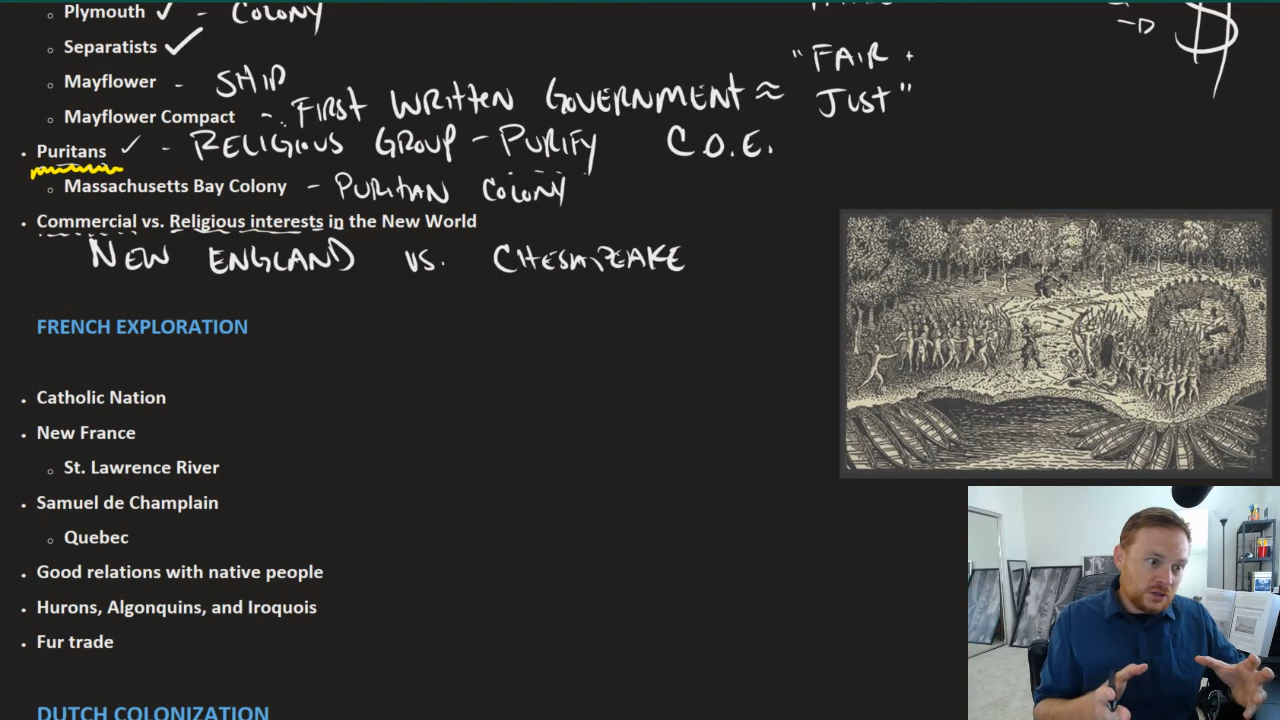 Plymouth ✓ - COLONY
Separatists ✓
Mayflower - SHIP
"FAIR +
Mayflower Compact - FIRST WRITTEN GOVERNMENT ≈ JUST"
Puritans ✓ - RELIGIOUS GROUP - PURIFY C.O.E.
Massachusetts Bay Colony - PURITAN COLONY
Commercial vs. Religious interests in the New World
NEW ENGLAND VS. CHESAPEAKE
FRENCH EXPLORATION
Catholic Nation
New France
St. Lawrence River
Samuel de Champlain
Quebec
Good relations with native people
Hurons, Algonquins, and Iroquois
Fur trade
DUTCH COLONIZATION